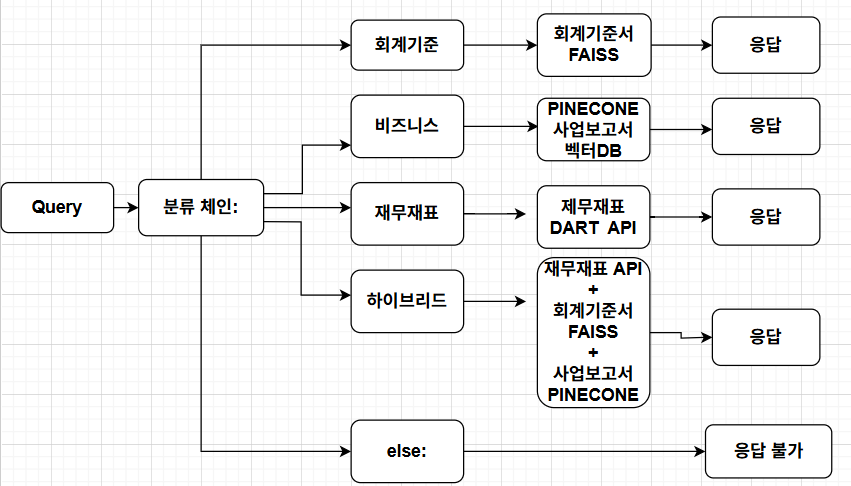 회계기준
회계기준서
FAISS
응답
비즈니스
PINECONE
사업보고서
벡터DB
응답
Query
분류 체인:
재무재표
제무재표
DART API
응답
하이브리드
재무재표 API
+
회계기준서
FAISS
+
사업보고서
PINECONE
응답
else:
응답 불가